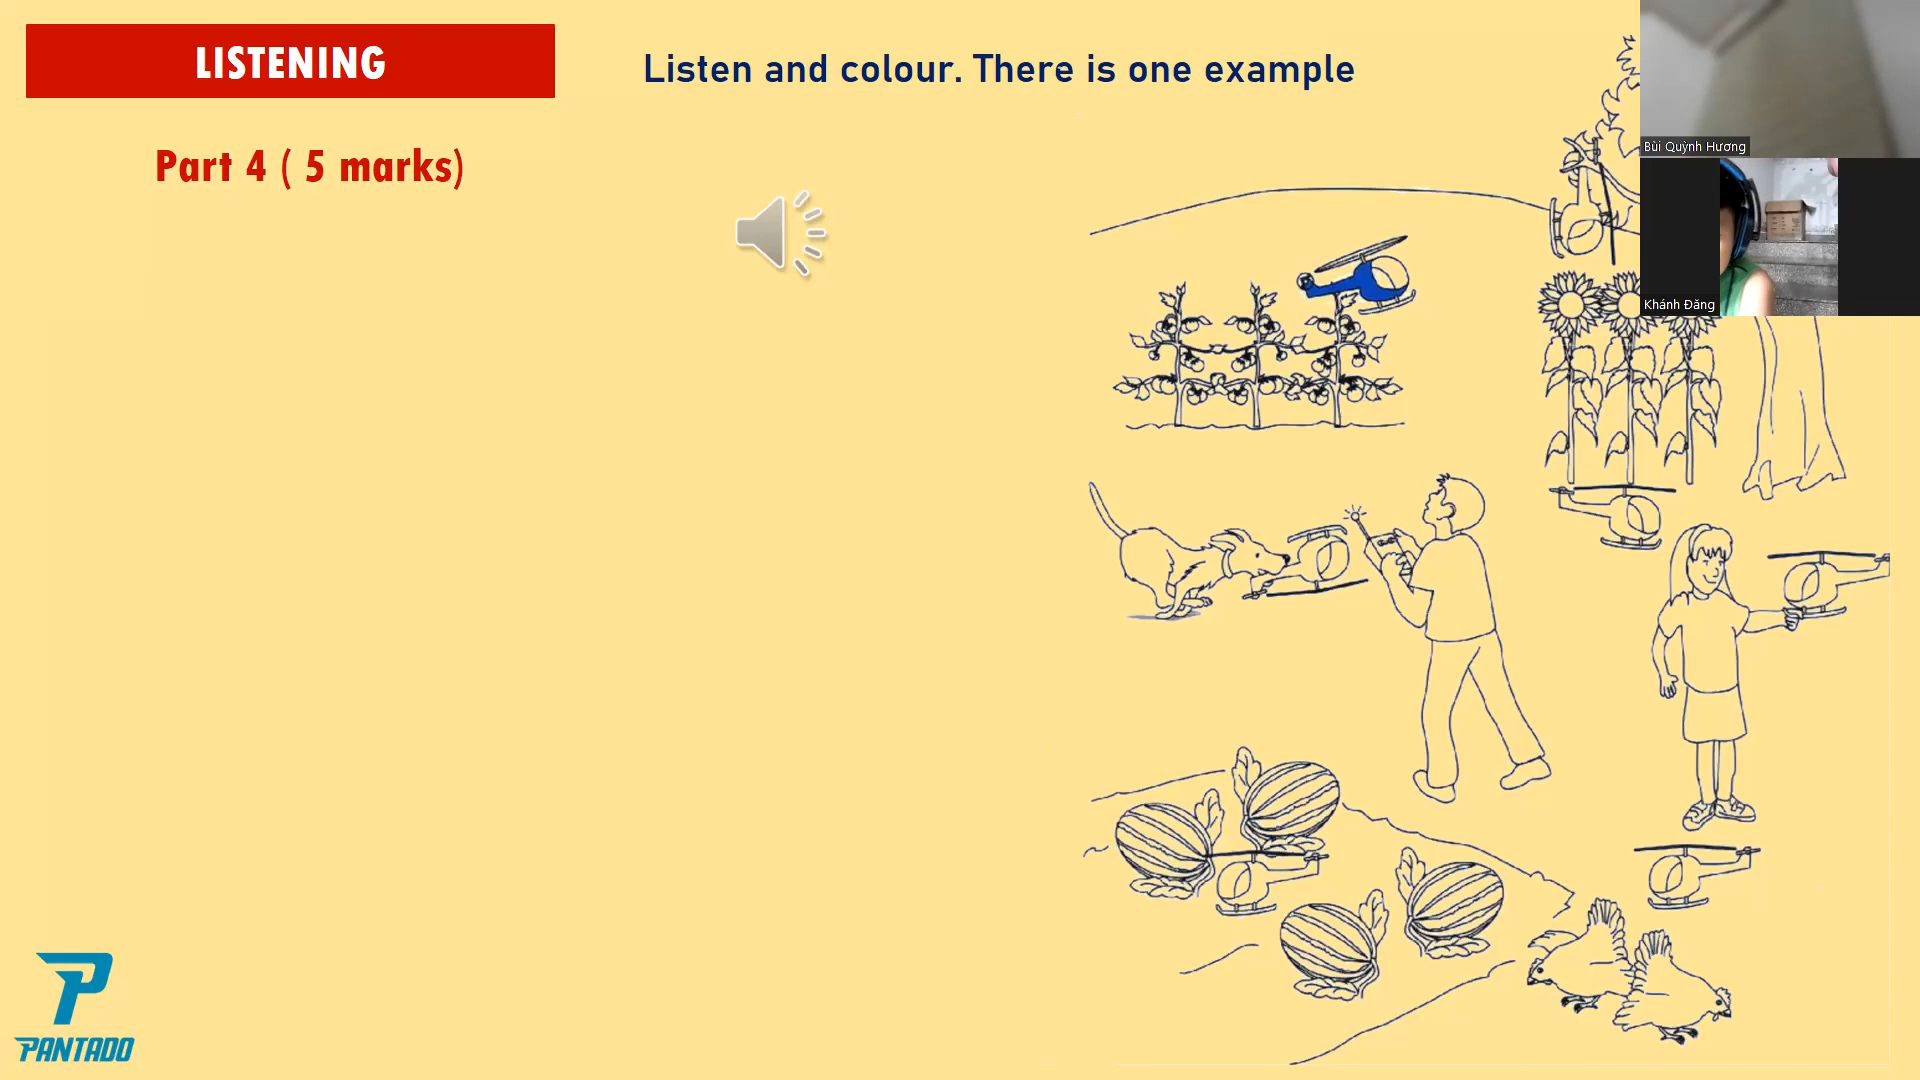 LISTENING
Listen and colour. There is one example
Part 4 ( 5 marks)
Bùi Quỳnh Hương
Khánh Đăng
PANTADO